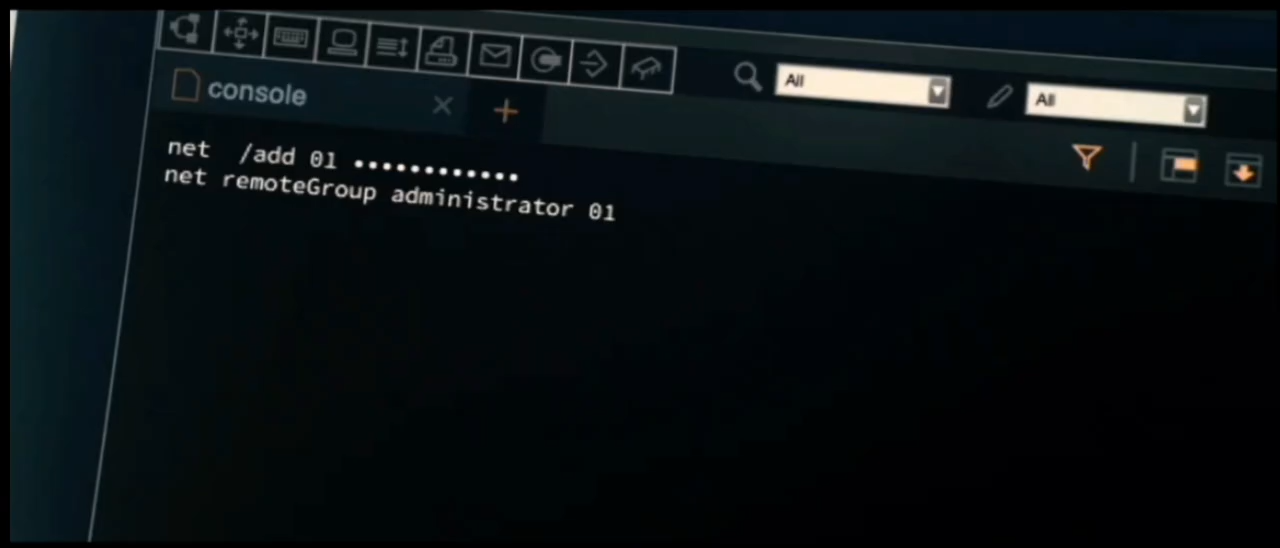 All
All
console
net  /add 01 ••••••••••••
net remoteGroup administrator 01